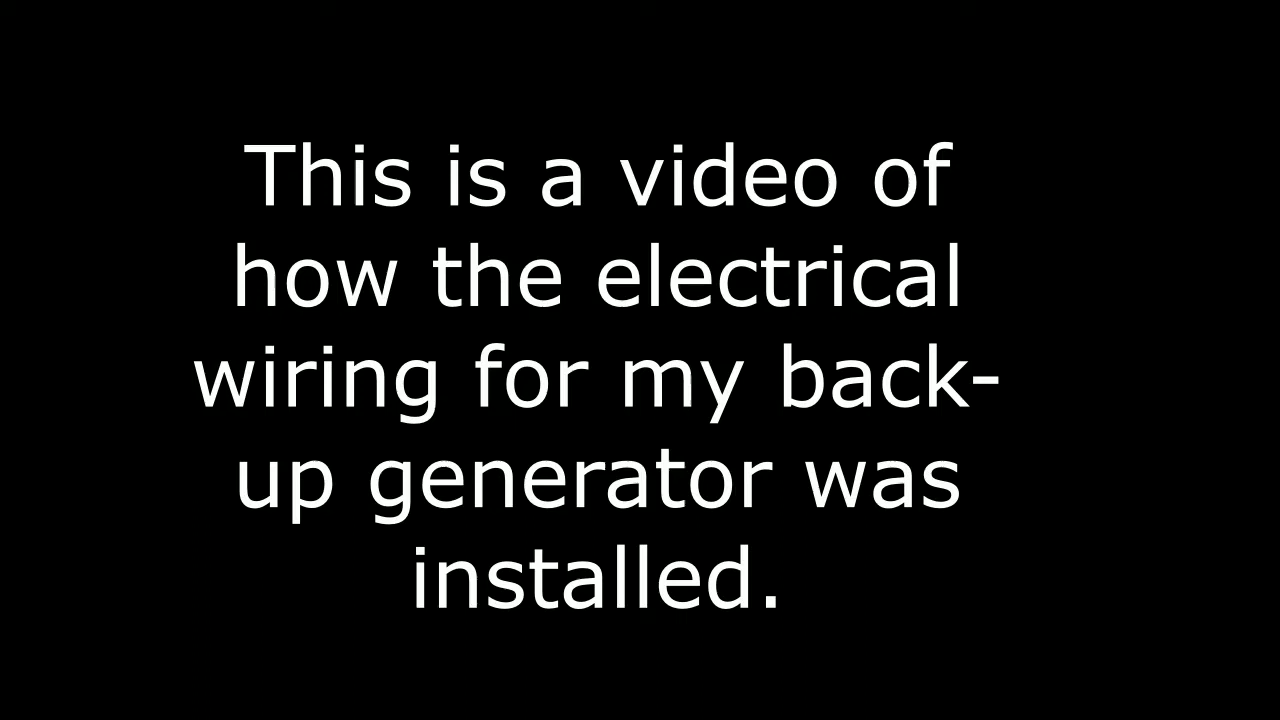 This is a video of
how the electrical
wiring for my back-
up generator was
installed.